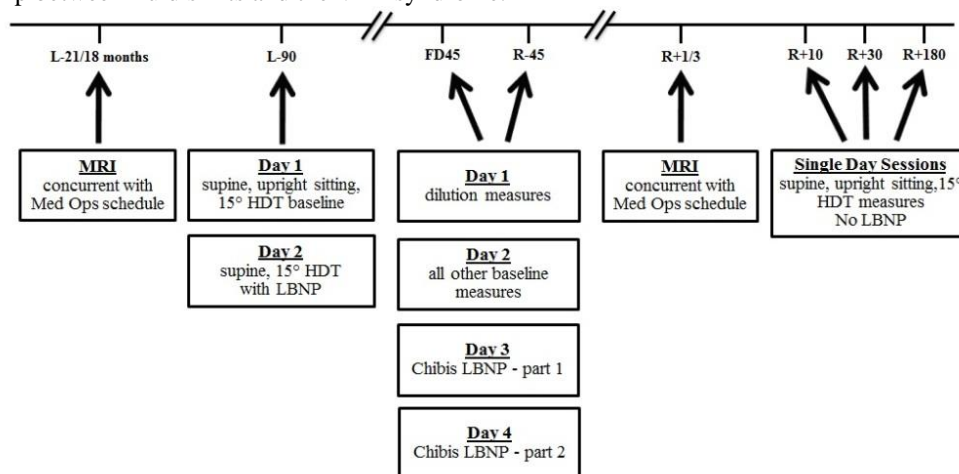 L-21/18 months
L-90
FD45
R-45
R+1/3
R+10
R+30
R+180
MRI
concurrent with
Med Ops schedule
Day 1
supine, upright sitting,
15° HDT baseline
Day 2
supine, 15° HDT
with LBNP
Day 1
dilution measures
Day 2
all other baseline
measures
Day 3
Chibis LBNP - part 1
Day 4
Chibis LBNP - part 2
MRI
concurrent with
Med Ops schedule
Single Day Sessions
supine, upright sitting,15°
HDT measures
No LBNP